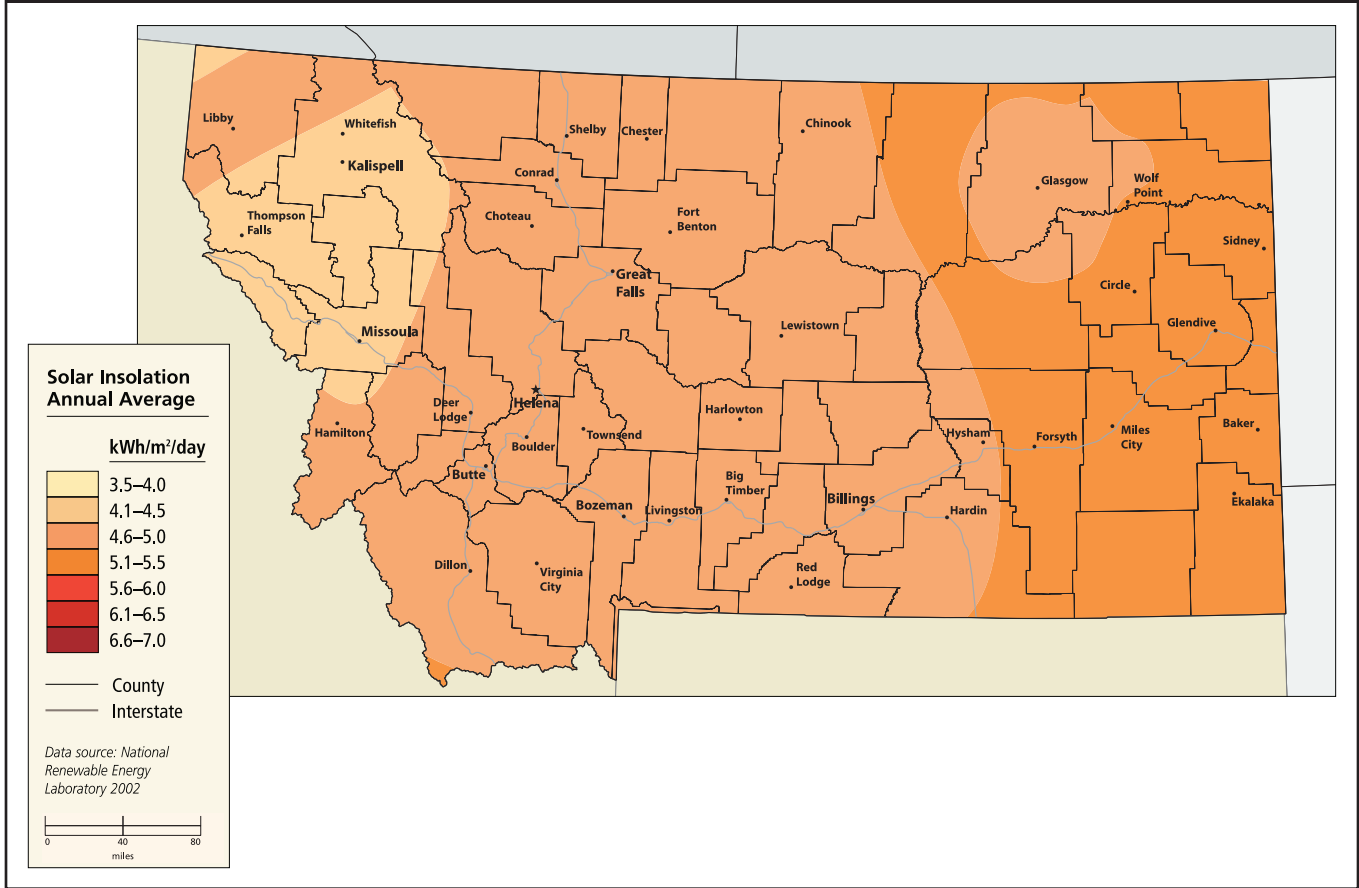 Libby
Whitefish
Kalispell
Thompson
Falls
Missoula
Hamilton
Shelby
Chester
Chinook
Conrad
Choteau
Fort
Benton
Great
Falls
Lewistown
Glasgow
Wolf
Point
Sidney
Circle
Glendive
Deer
Lodge
Helena
Boulder
Townsend
Harlowton
Butte
Bozeman
Livingston
Big
Timber
Billings
Hysham
Forsyth
Miles
City
Baker
Ekalaka
Hardin
Dillon
Virginia
City
Red
Lodge
Solar Insolation
Annual Average
kWh/m²/day
3.5–4.0
4.1–4.5
4.6–5.0
5.1–5.5
5.6–6.0
6.1–6.5
6.6–7.0
County
Interstate
Data source: National
Renewable Energy
Laboratory 2002
0 40 80
miles